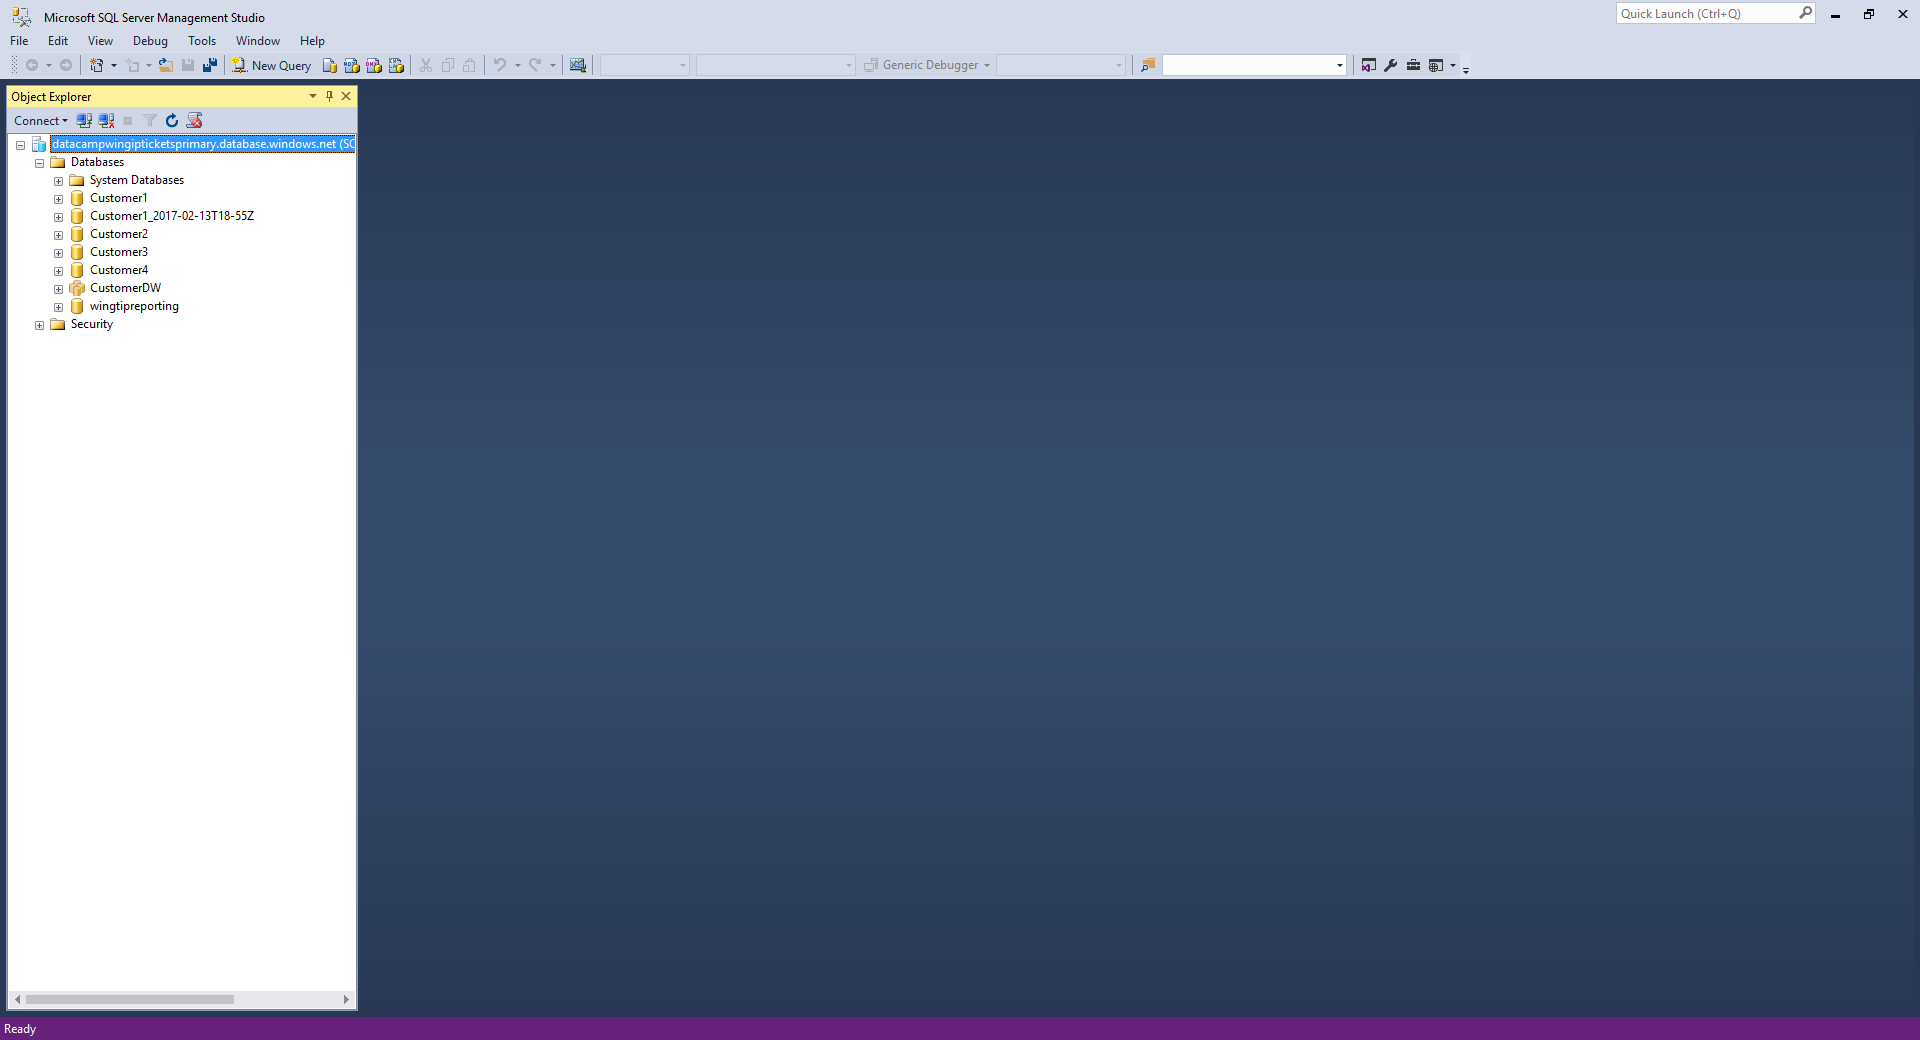 Microsoft SQL Server Management Studio
Quick Launch (Ctrl+Q)
File Edit View Debug Tools Window Help
New Query Generic Debugger
Object Explorer
Connect
datacampwingipticketsprimary.database.windows.net (SQ
Databases
System Databases
Customer1
Customer1_2017-02-13T18-55Z
Customer2
Customer3
Customer4
CustomerDW
wingtipreporting
Security
Ready